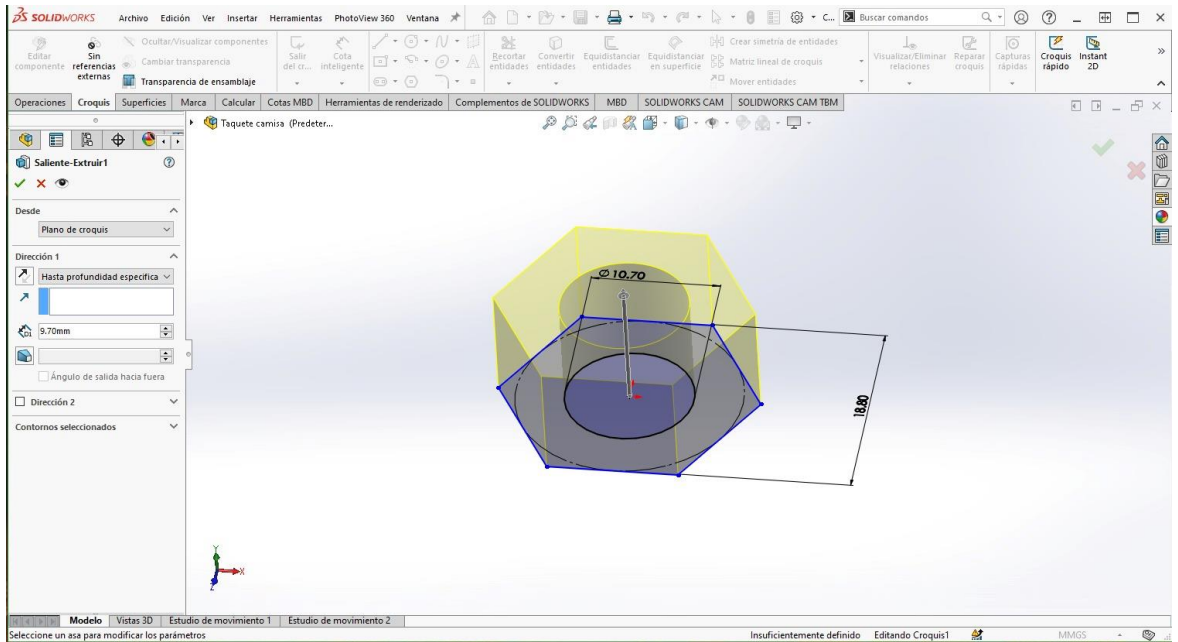 SOLIDWORKS Archivo Edición Ver Insertar Herramientas PhotoView 360 Ventana C... Buscar comandos
Editar componente
Sin referencias externas
Ocultar/Visualizar componentes
Cambiar transparencia
Transparencia de ensamblaje
Salir del cr...
Cota inteligente
Recortar entidades
Convertir entidades
Equidistanciar entidades
Equidistanciar en superficie
Crear simetría de entidades
Matriz lineal de croquis
Mover entidades
Visualizar/Eliminar relaciones
Reparar croquis
Capturas rápidas
Croquis rápido
Instant 2D
Operaciones Croquis Superficies Marca Calcular Cotas MBD Herramientas de renderizado Complementos de SOLIDWORKS MBD SOLIDWORKS CAM SOLIDWORKS CAM TBM
Taquete camisa (Predeter...
Saliente-Extruir1
Desde
Plano de croquis
Dirección 1
Hasta profundidad especifica
9.70mm
Ángulo de salida hacia fuera
Dirección 2
Contornos seleccionados
Ø 10.70
18.80
Y
X
Z
Modelo Vistas 3D Estudio de movimiento 1 Estudio de movimiento 2
Seleccione un asa para modificar los parámetros Insuficientemente definido Editando Croquis1 MMGS